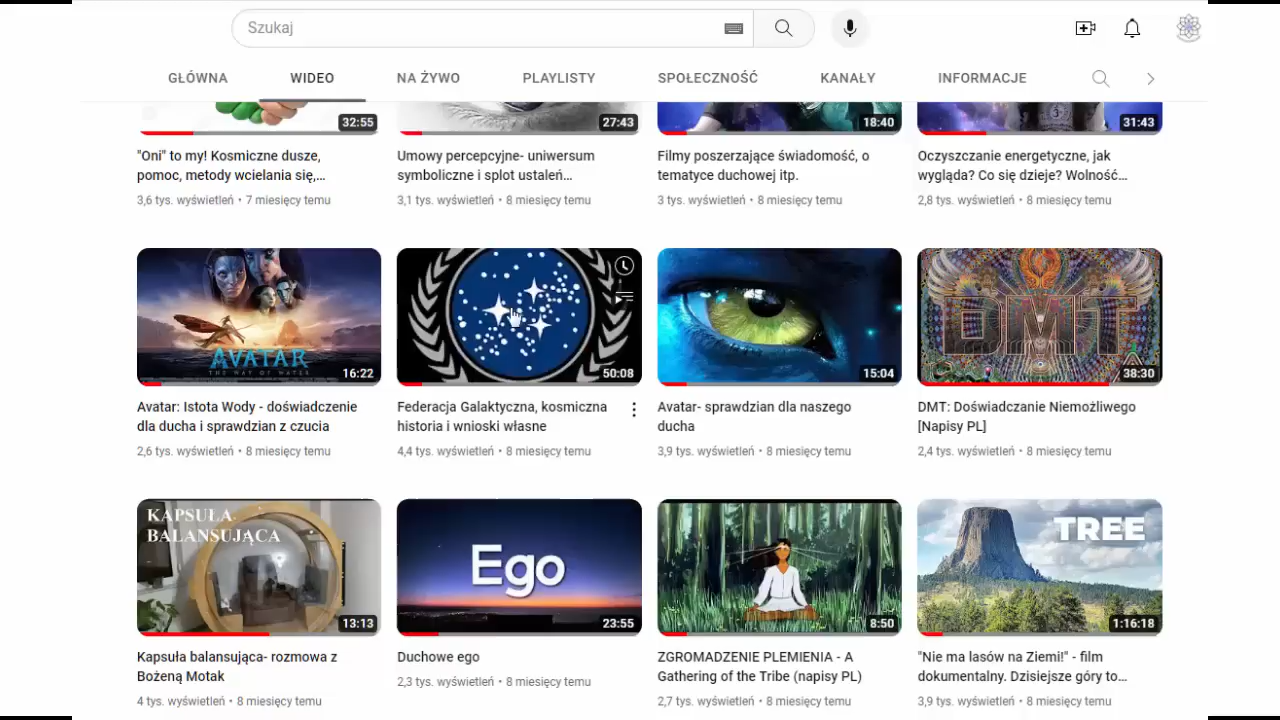 Szukaj
GŁÓWNA
WIDEO
NA ŻYWO
PLAYLISTY
SPOŁECZNOŚĆ
KANAŁY
INFORMACJE
32:55
27:43
18:40
31:43
"Oni" to my! Kosmiczne dusze,
pomoc, metody wcielania się,...
3,6 tys. wyświetleń • 7 miesięcy temu
Umowy percepcyjne- uniwersum
symboliczne i splot ustaleń...
3,1 tys. wyświetleń • 8 miesięcy temu
Filmy poszerzające świadomość, o
tematyce duchowej itp.
3 tys. wyświetleń • 8 miesięcy temu
Oczyszczanie energetyczne, jak
wygląda? Co się dzieje? Wolność...
2,8 tys. wyświetleń • 8 miesięcy temu
AVATAR
THE WAY OF WATER
16:22
50:08
15:04
DMT
38:30
Avatar: Istota Wody - doświadczenie
dla ducha i sprawdzian z czucia
2,6 tys. wyświetleń • 8 miesięcy temu
Federacja Galaktyczna, kosmiczna
historia i wnioski własne
4,4 tys. wyświetleń • 8 miesięcy temu
Avatar- sprawdzian dla naszego
ducha
3,9 tys. wyświetleń • 8 miesięcy temu
DMT: Doświadczanie Niemożliwego
[Napisy PL]
2,4 tys. wyświetleń • 8 miesięcy temu
KAPSUŁA
BALANSUJĄCA
13:13
Ego
23:55
8:50
TREE
1:16:18
Kapsuła balansująca- rozmowa z
Bożeną Motak
4 tys. wyświetleń • 8 miesięcy temu
Duchowe ego
2,3 tys. wyświetleń • 8 miesięcy temu
ZGROMADZENIE PLEMIENIA - A
Gathering of the Tribe (napisy PL)
2,7 tys. wyświetleń • 8 miesięcy temu
"Nie ma lasów na Ziemi!" - film
dokumentalny. Dzisiejsze góry to...
3,9 tys. wyświetleń • 8 miesięcy temu